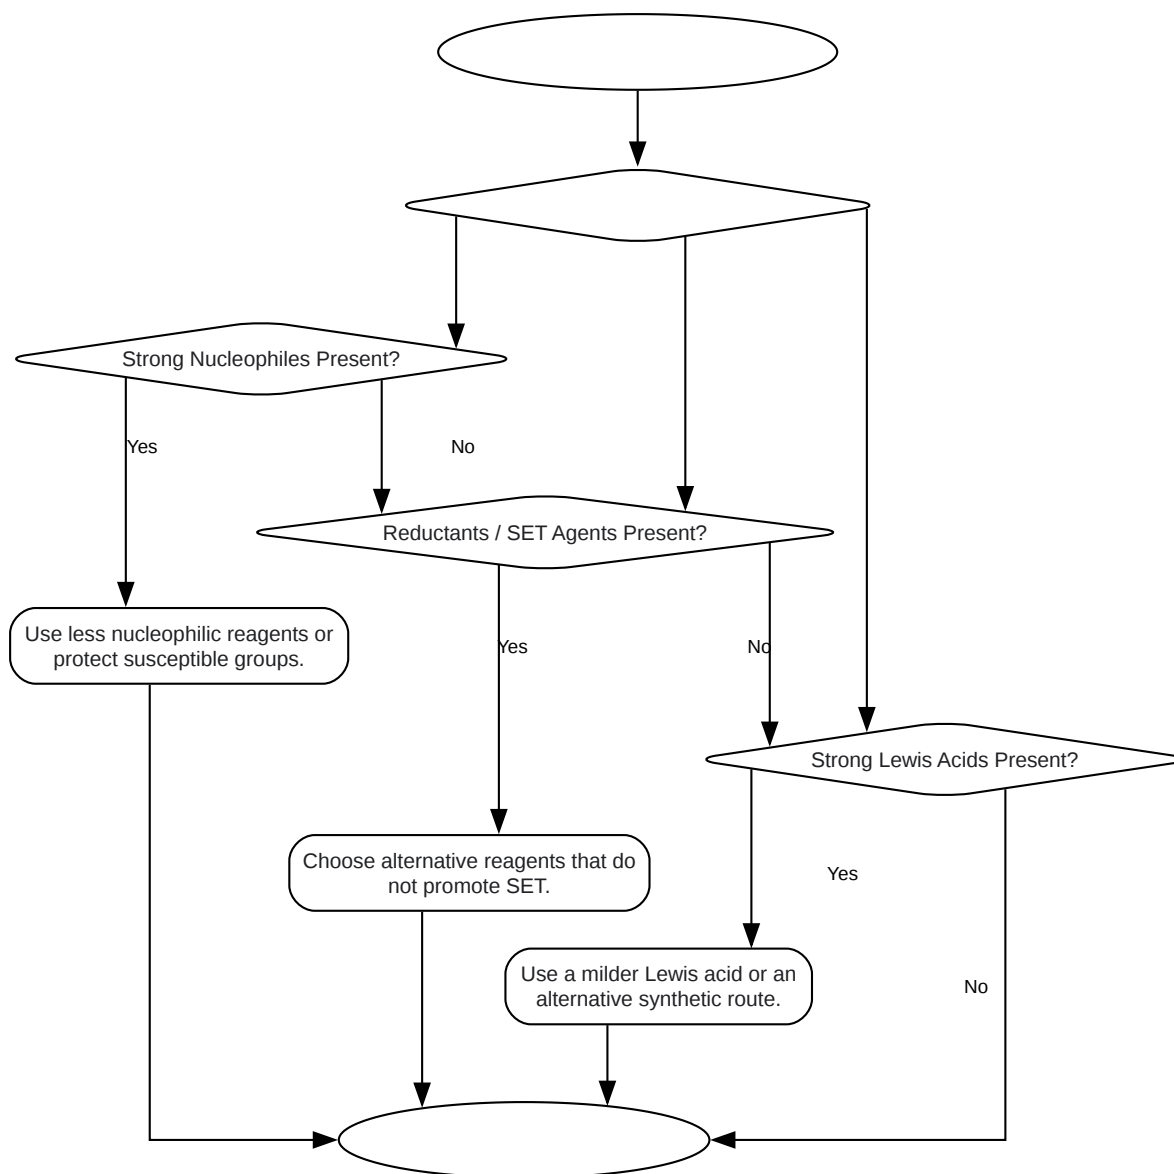 Strong Nucleophiles Present?
Yes
No
Reductants / SET Agents Present?
Use less nucleophilic reagents or
protect susceptible groups.
Yes
No
Strong Lewis Acids Present?
Choose alternative reagents that do
not promote SET.
Yes
Use a milder Lewis acid or an
alternative synthetic route.
No